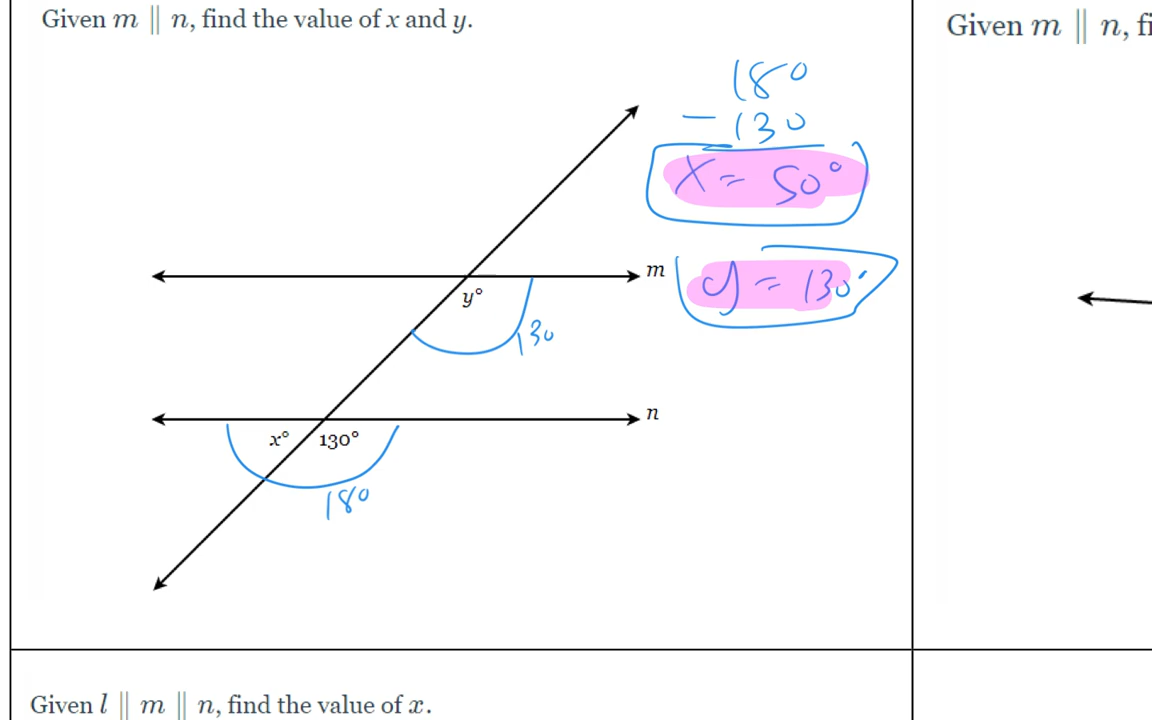 Given m ∥ n, find the value of x and y.
Given m ∥ n, fi
180
−130
x = 50°
y = 130°
m
y°
130
n
x° 130°
180
Given l ∥ m ∥ n, find the value of x.